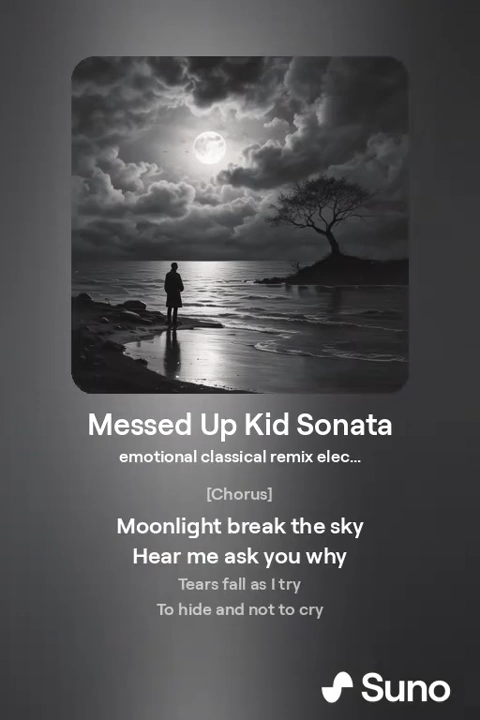 Messed Up Kid Sonata
emotional classical remix elec...
[Chorus]
Moonlight break the sky
Hear me ask you why
Tears fall as I try
To hide and not to cry
Suno